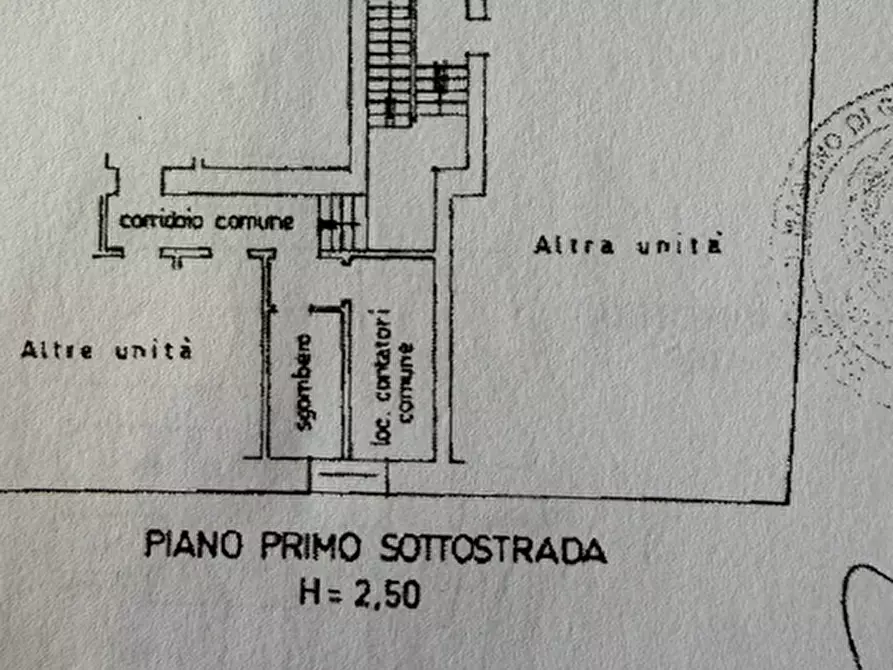 corridoio comune
Altra unità
Altre unità
sgombero
loc. contatori
comune
PIANO PRIMO SOTTOSTRADA
H = 2,50